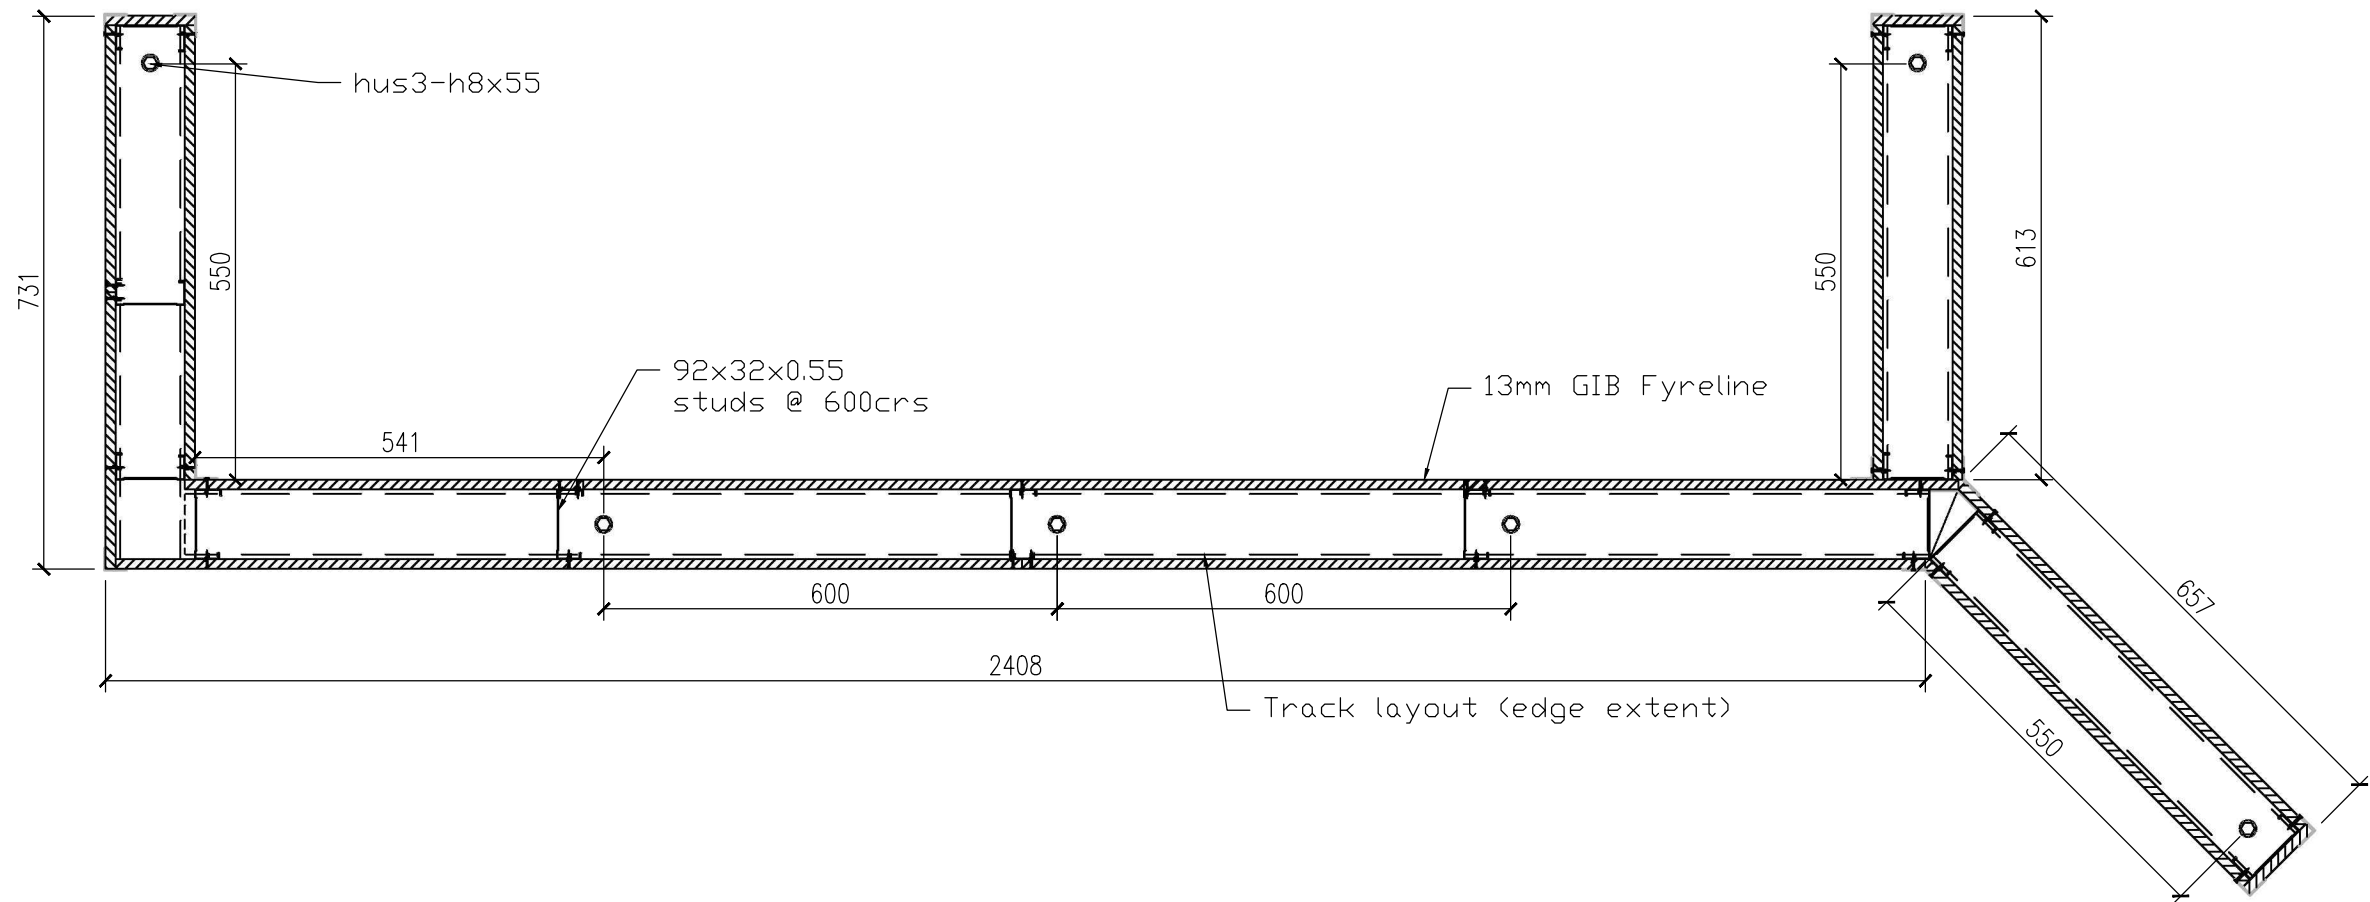 hus3-h8x55
731
550
550
613
92x32x0.55
studs @ 600crs
13mm GIB Fyreline
541
600
600
657
2408
Track layout (edge extent)
550